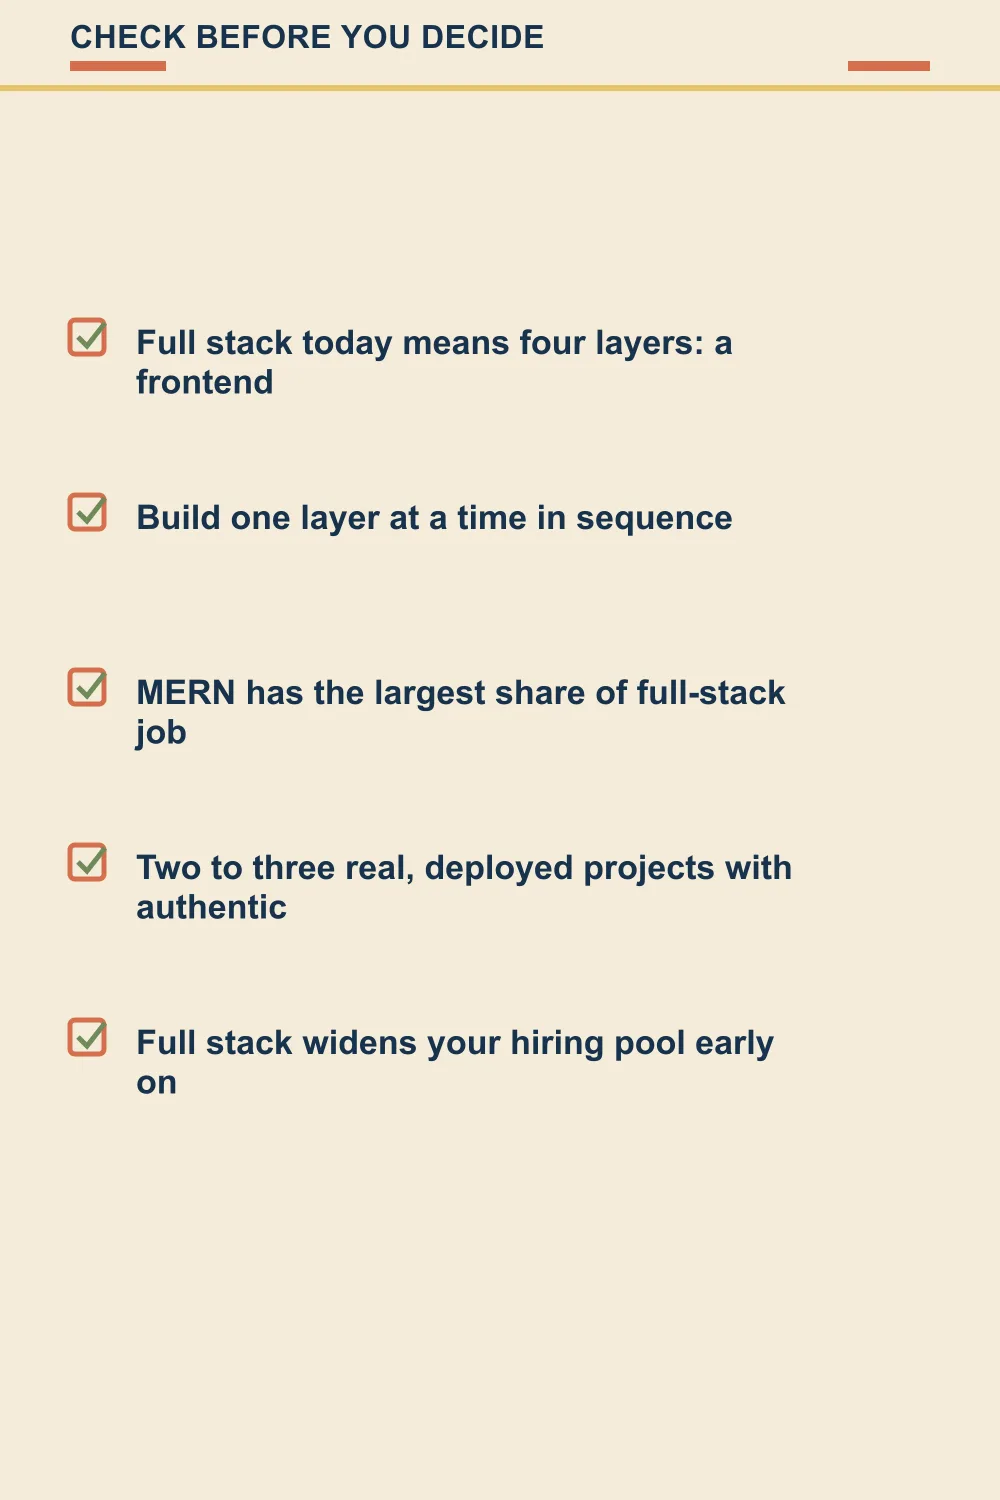 CHECK BEFORE YOU DECIDE
Full stack today means four layers: a
frontend
Build one layer at a time in sequence
MERN has the largest share of full-stack
job
Two to three real, deployed projects with
authentic
Full stack widens your hiring pool early
on